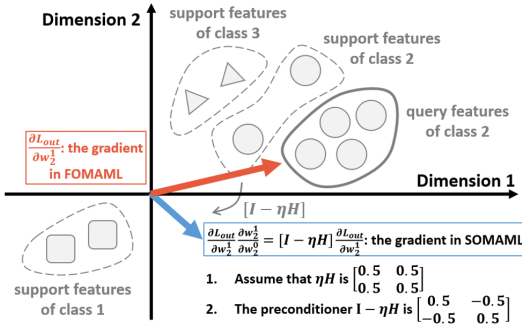 Dimension 2
support features
of class 3
support features
of class 2
query features
of class 2
∂L_out/∂w_2^1: the gradient
in FOMAML
Dimension 1
[I − ηH]
∂L_out/∂w_2^1 ∂w_2^1/∂w_2^0 = [I − ηH] ∂L_out/∂w_2^1: the gradient in SOMAML
support features
of class 1
1. Assume that ηH is [0.5 0.5
0.5 0.5]
2. The preconditioner I − ηH is [0.5 −0.5
−0.5 0.5]